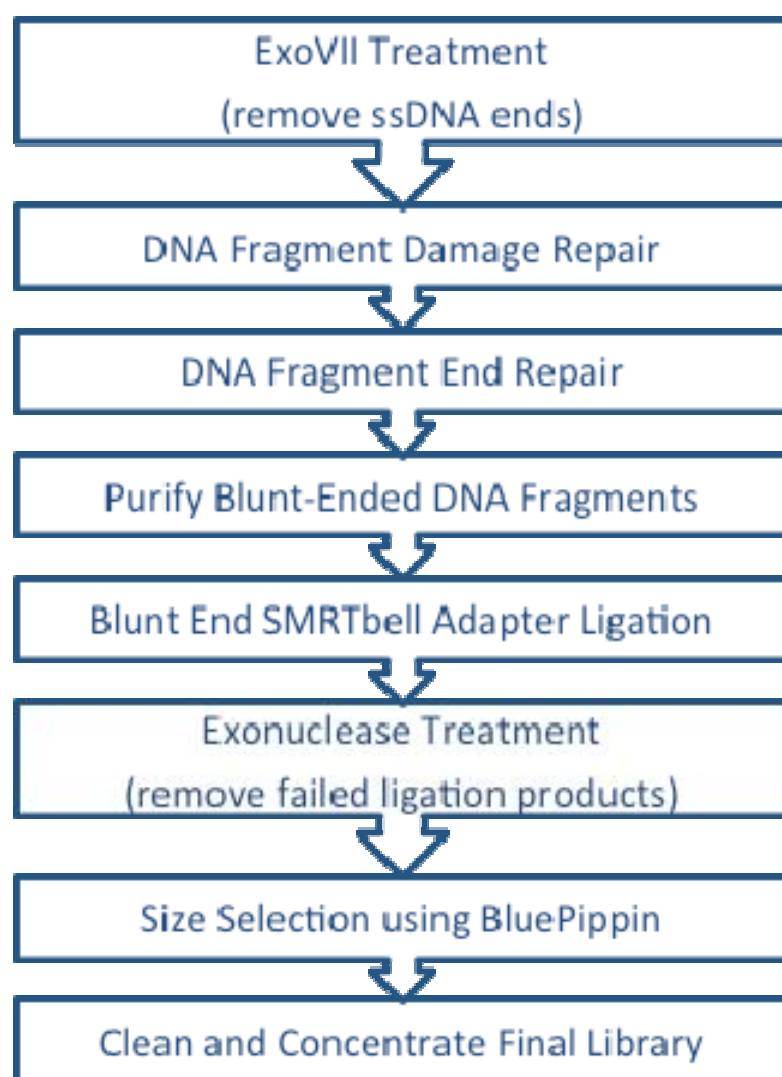 ExoVII Treatment
(remove ssDNA ends)
DNA Fragment Damage Repair
DNA Fragment End Repair
Purify Blunt-Ended DNA Fragments
Blunt End SMRTbell Adapter Ligation
Exonuclease Treatment
(remove failed ligation products)
Size Selection using BluePippin
Clean and Concentrate Final Library